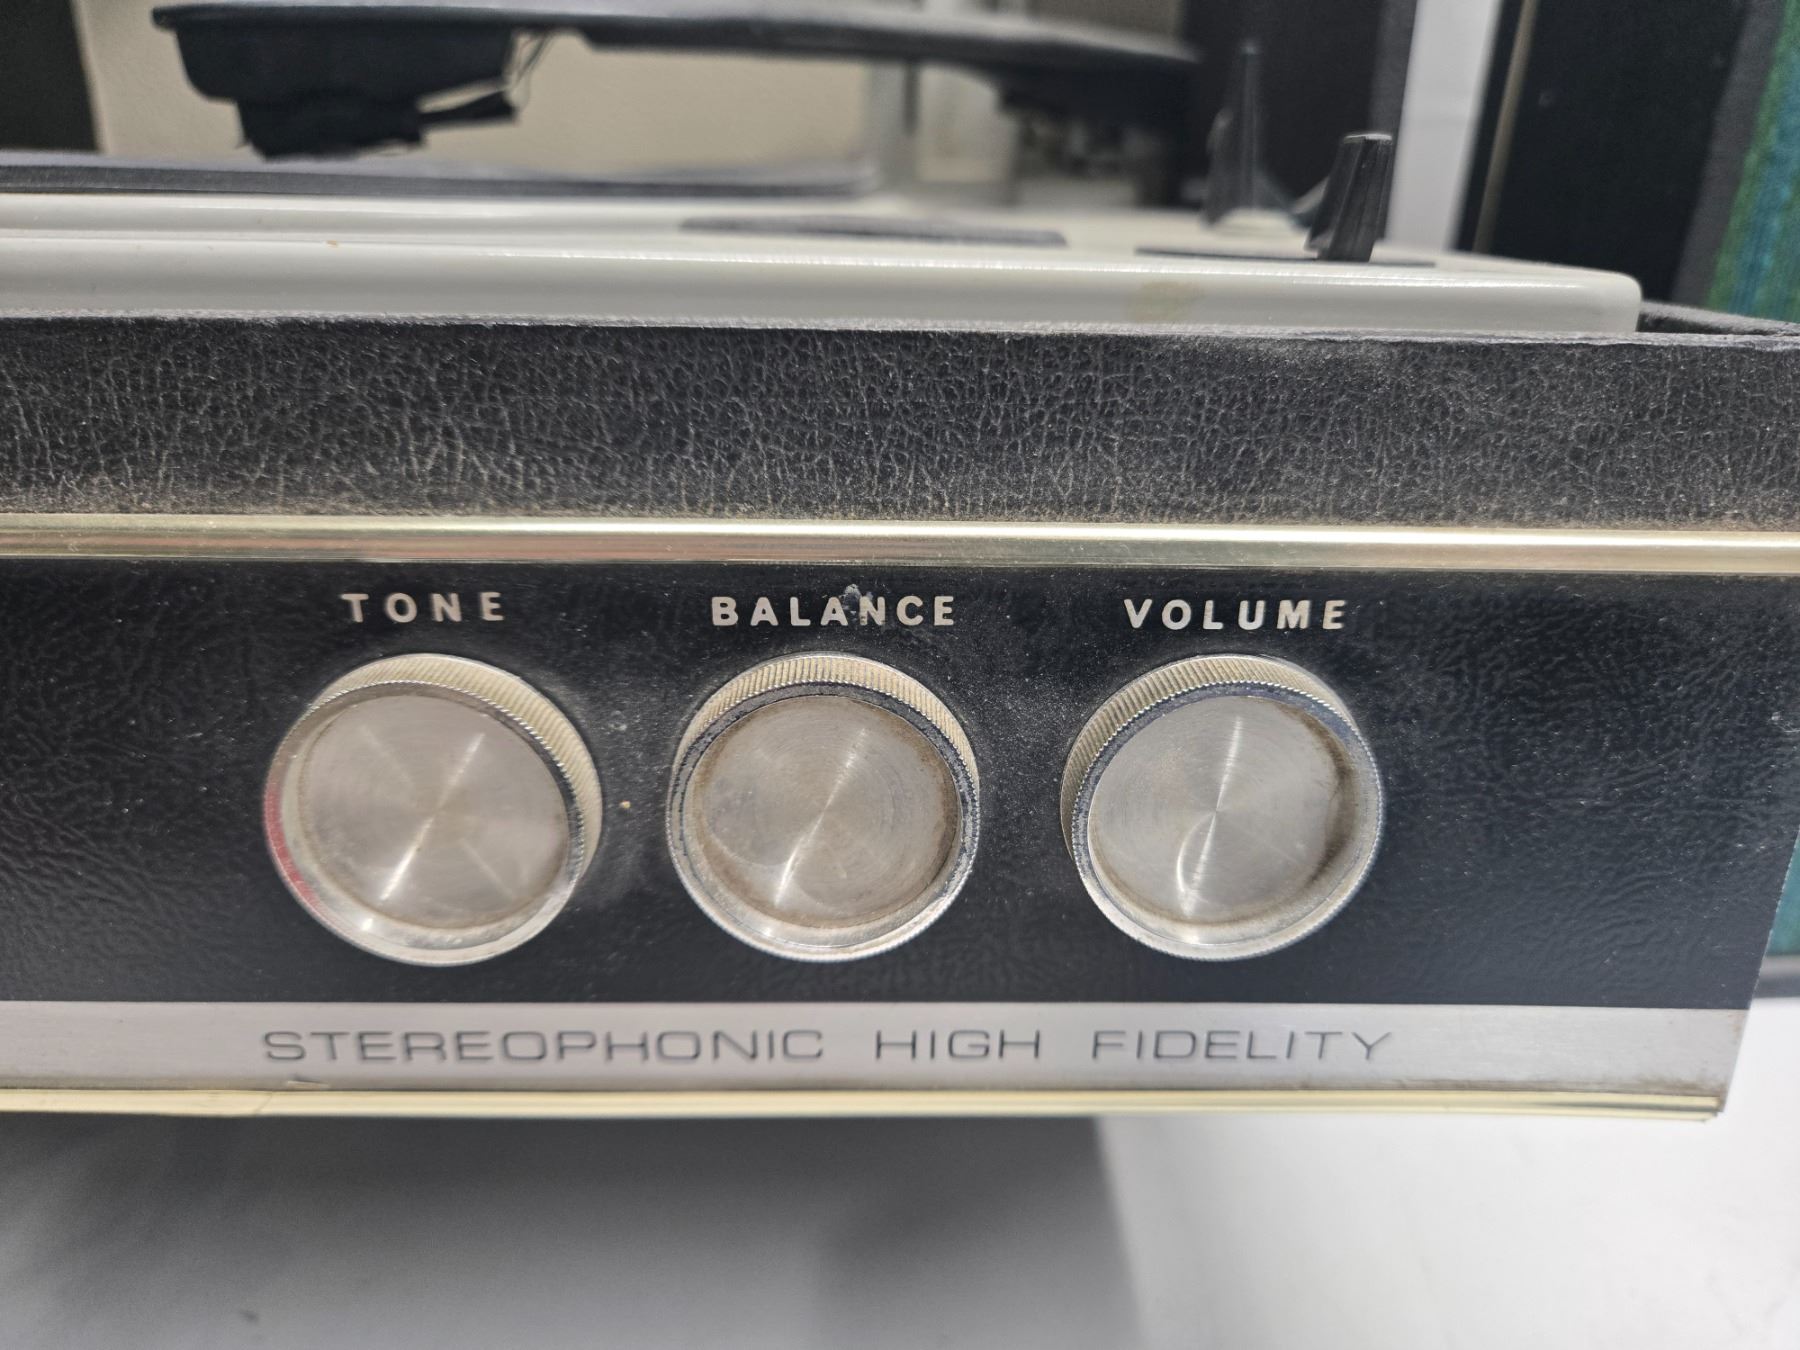 TONE BALANCE VOLUME
STEREOPHONIC HIGH FIDELITY